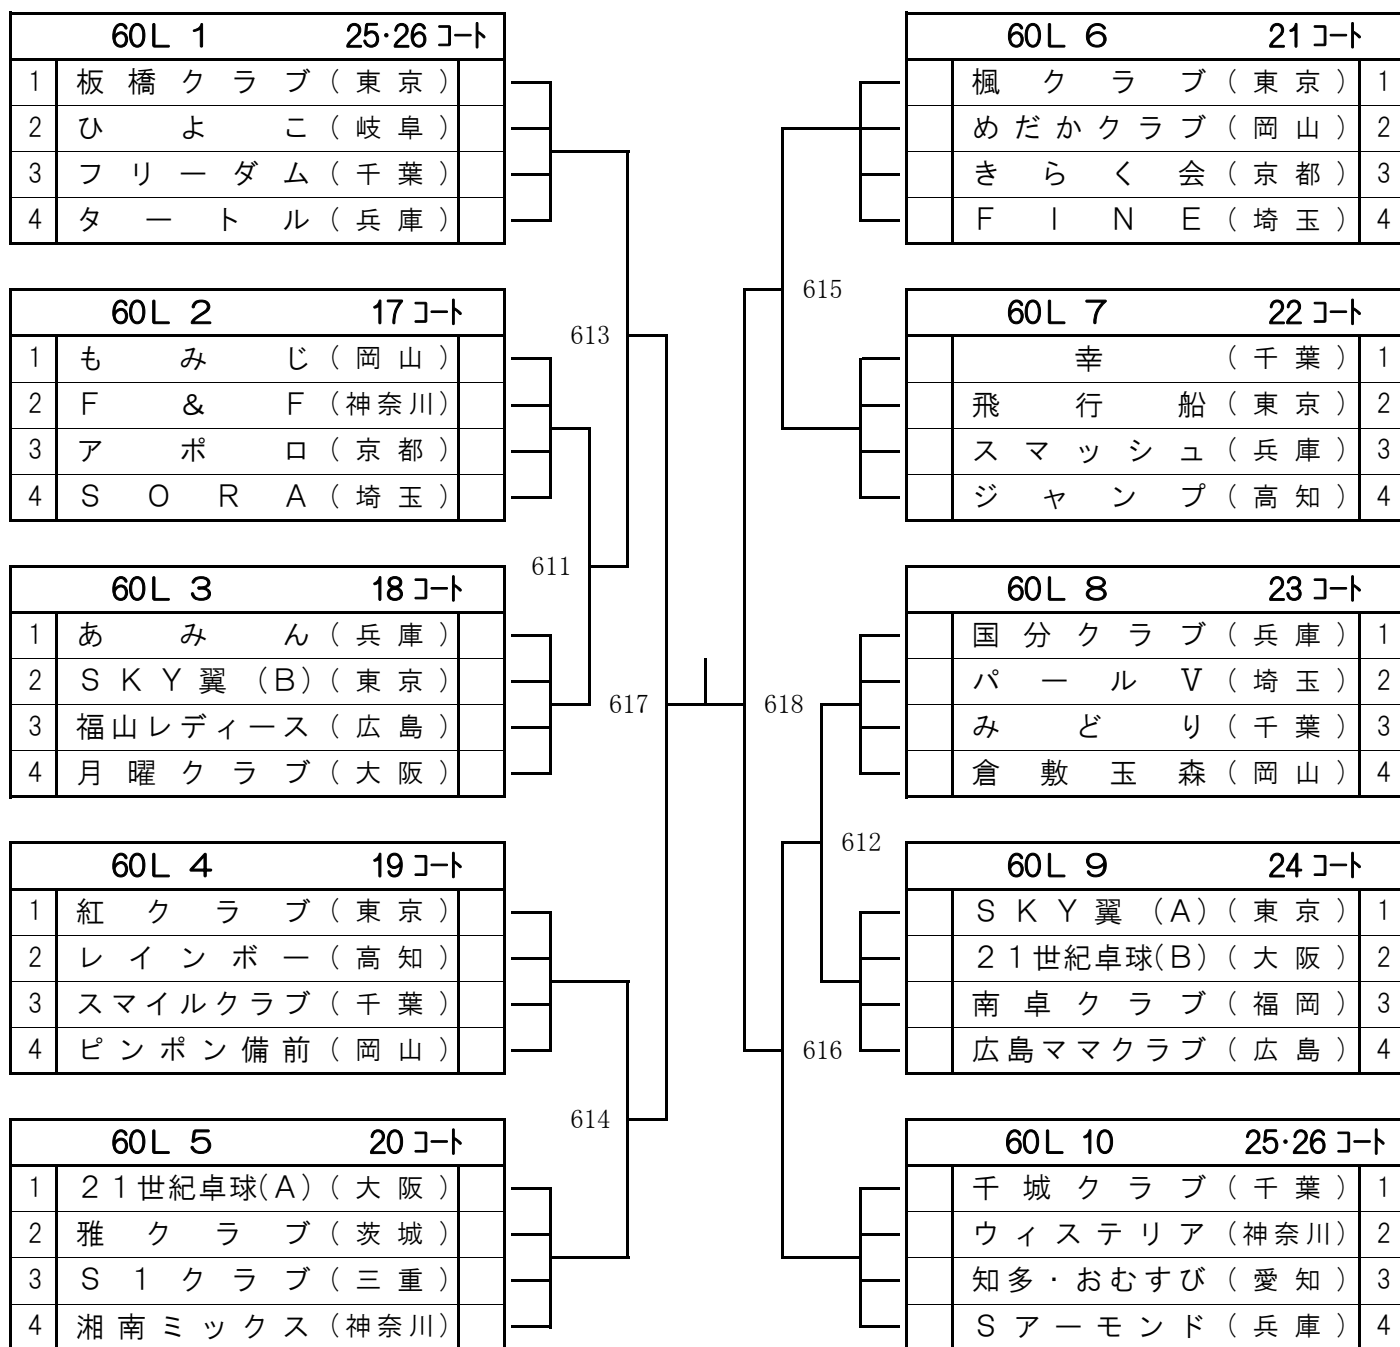 60L 1 25·26 コート
1 板橋クラブ(東京)
2 ひよこ(岐阜)
3 フリーダム(千葉)
4 タートル(兵庫)
60L 2 17 コート
1 もみじ(岡山)
2 F&F(神奈川)
3 アポロ(京都)
4 SORA(埼玉)
60L 3 18 コート
1 あみん(兵庫)
2 SKY翼(B)(東京)
3 福山レディース(広島)
4 月曜クラブ(大阪)
60L 4 19 コート
1 紅クラブ(東京)
2 レインボー(高知)
3 スマイルクラブ(千葉)
4 ピンポン備前(岡山)
60L 5 20 コート
1 21世紀卓球(A)(大阪)
2 雅クラブ(茨城)
3 S1クラブ(三重)
4 湘南ミックス(神奈川)
613
611
617
614
615
618
612
616
60L 6 21 コート
楓クラブ(東京) 1
めだかクラブ(岡山) 2
きらく会(京都) 3
FINE(埼玉) 4
60L 7 22 コート
幸(千葉) 1
飛行船(東京) 2
スマッシュ(兵庫) 3
ジャンプ(高知) 4
60L 8 23 コート
国分クラブ(兵庫) 1
パールV(埼玉) 2
みどり(千葉) 3
倉敷玉森(岡山) 4
60L 9 24 コート
SKY翼(A)(東京) 1
21世紀卓球(B)(大阪) 2
南卓クラブ(福岡) 3
広島ママクラブ(広島) 4
60L 10 25·26 コート
千城クラブ(千葉) 1
ウィステリア(神奈川) 2
知多・おむすび(愛知) 3
Sアーモンド(兵庫) 4